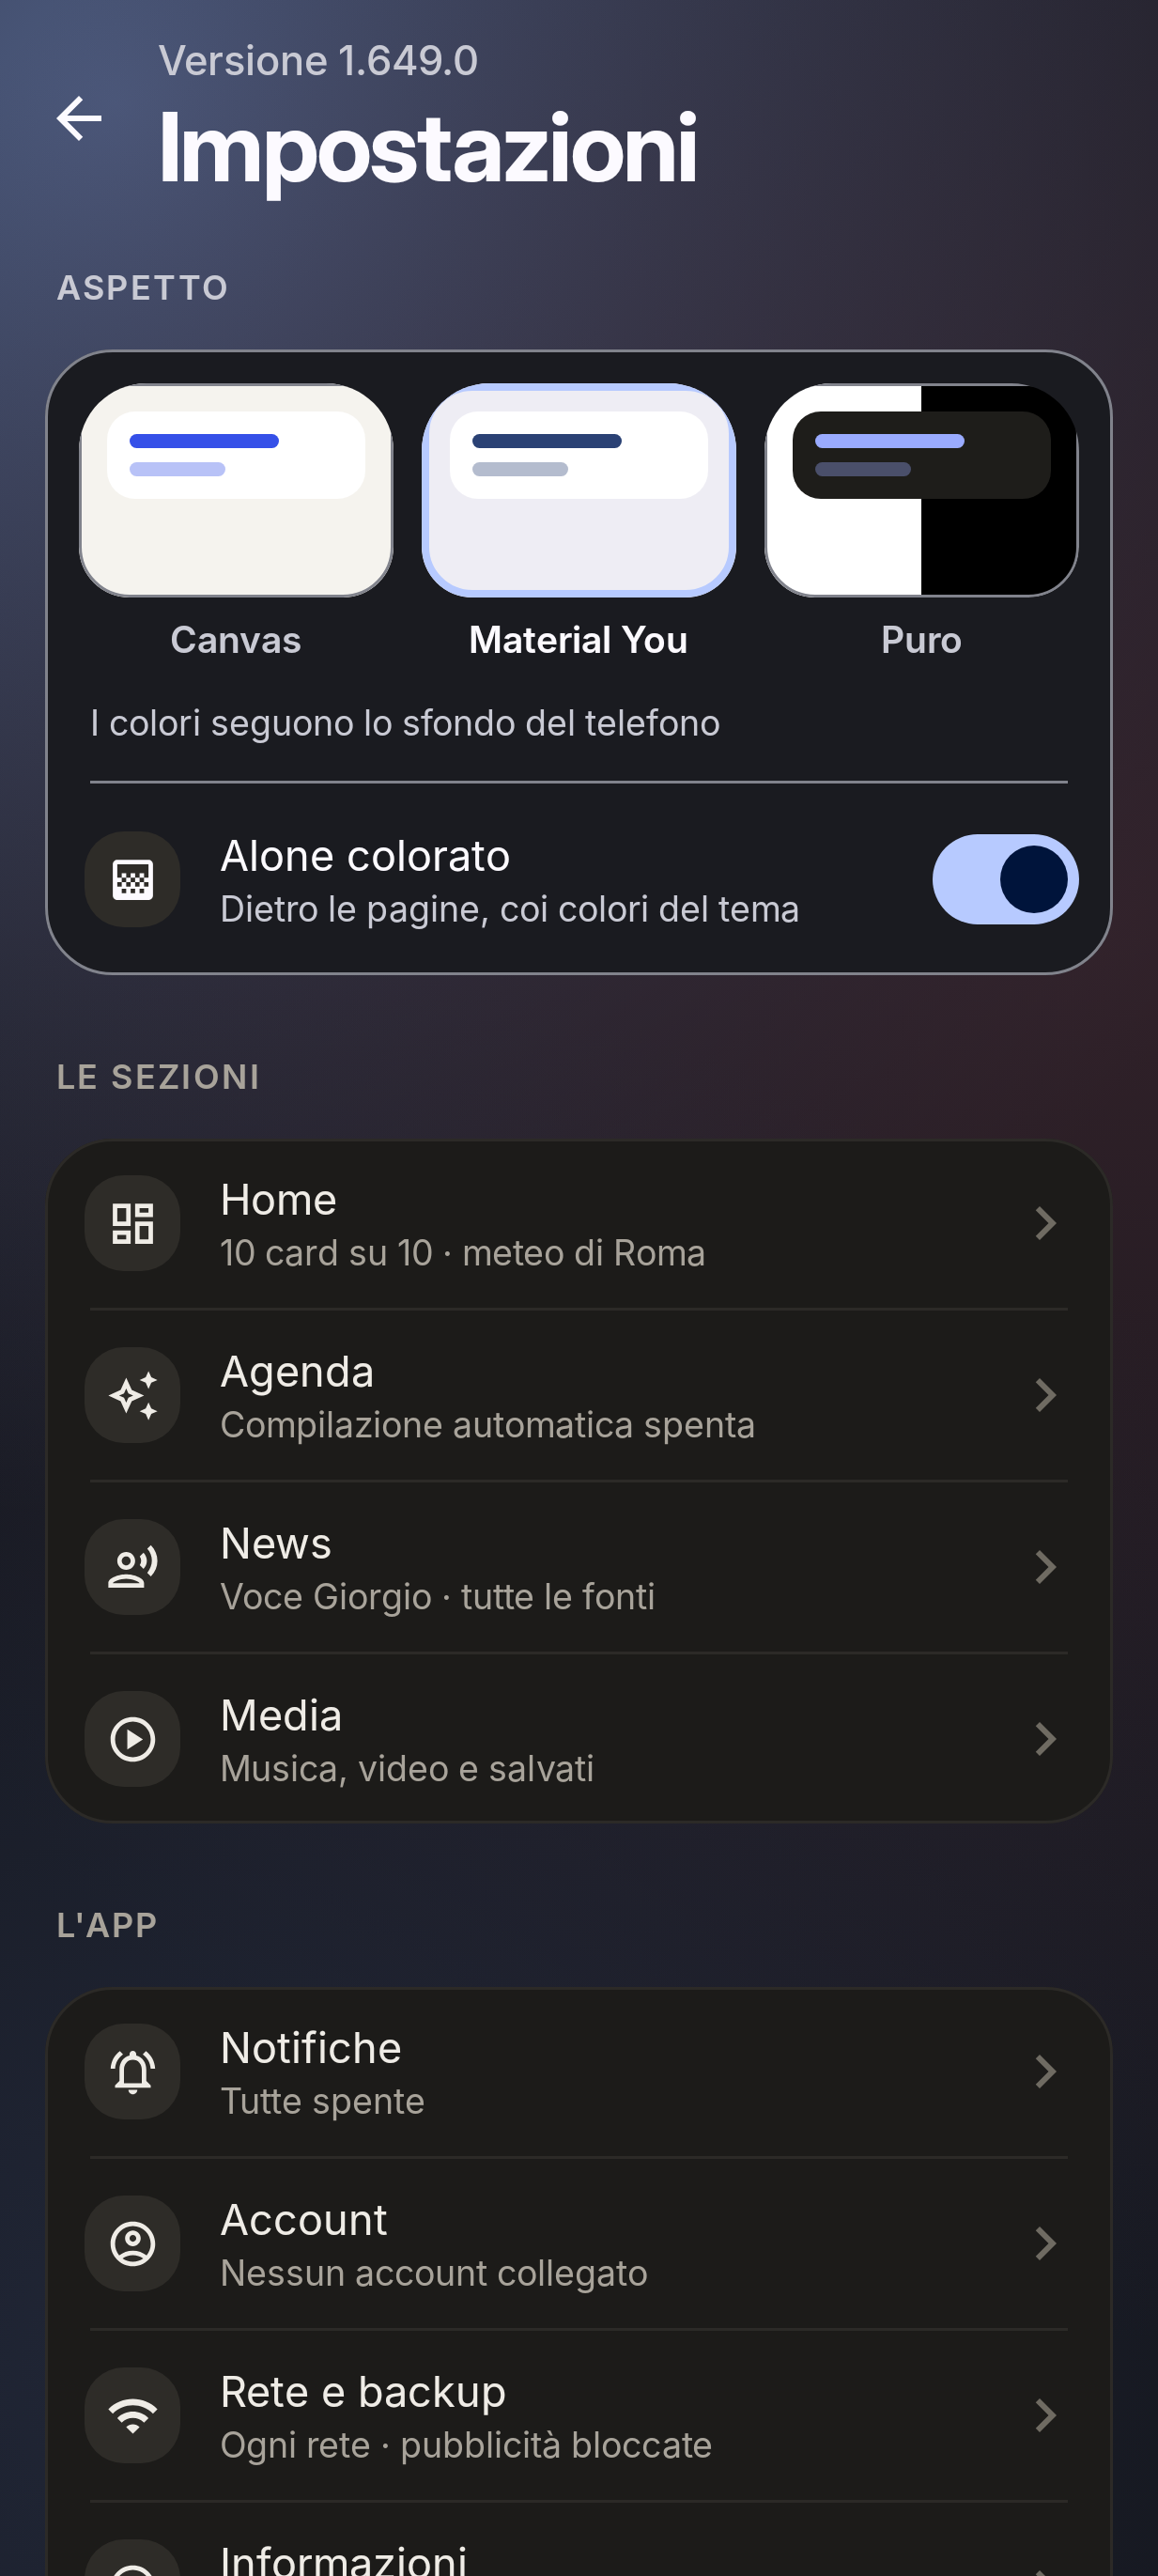 Versione 1.649.0
Impostazioni
ASPETTO
Canvas
Material You
Puro
I colori seguono lo sfondo del telefono
Alone colorato
Dietro le pagine, coi colori del tema
LE SEZIONI
Home
10 card su 10 · meteo di Roma
Agenda
Compilazione automatica spenta
News
Voce Giorgio · tutte le fonti
Media
Musica, video e salvati
L'APP
Notifiche
Tutte spente
Account
Nessun account collegato
Rete e backup
Ogni rete · pubblicità bloccate
Informazioni